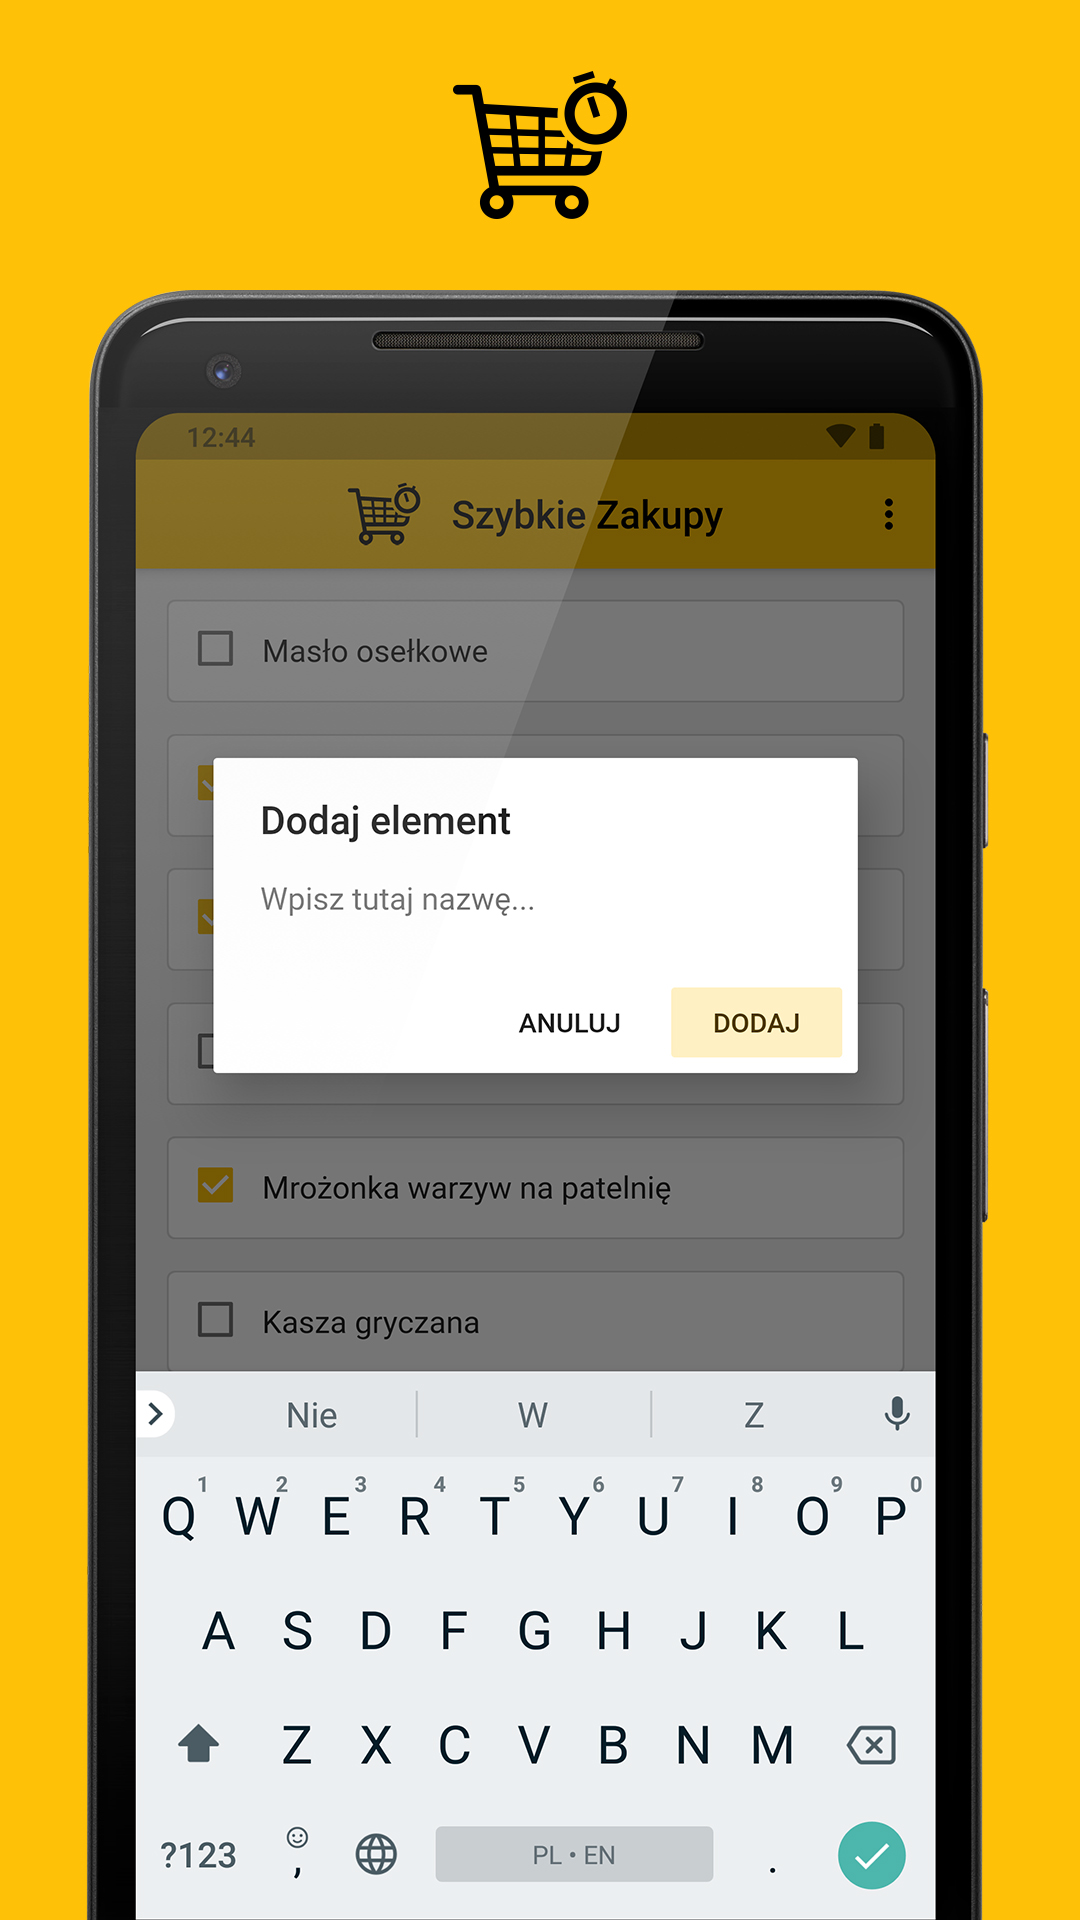 12:44
Szybkie Zakupy
Masło osełkowe
Dodaj element
Wpisz tutaj nazwę...
ANULUJ DODAJ
Mrożonka warzyw na patelnię
Kasza gryczana
Nie W Z
1 2 3 4 5 6 7 8 9 0
Q W E R T Y U I O P
A S D F G H J K L
Z X C V B N M
?123 , PL • EN .